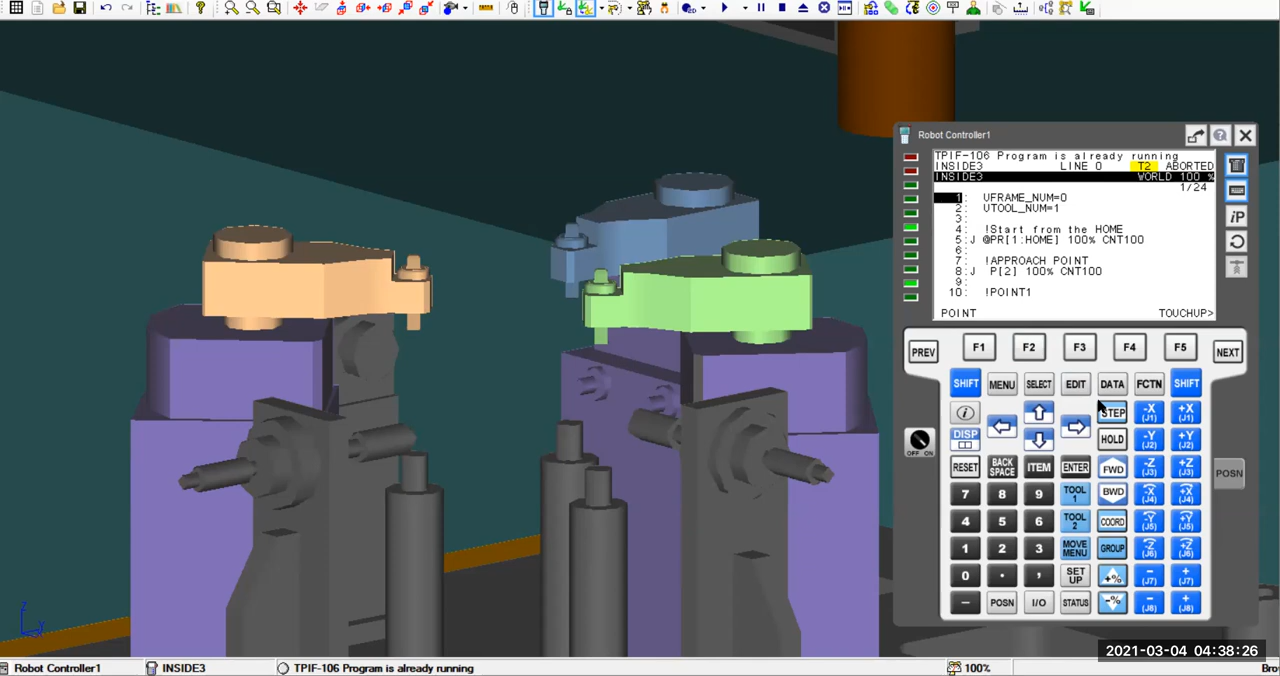 Robot Controller1
TPIF-106 Program is already running
INSIDE3 LINE 0 T2 ABORTED
INSIDE3 WORLD 100 %
1/24
1: UFRAME_NUM=0
2: UTOOL_NUM=1
3:
4: !Start from the HOME
5:J @PR[1:HOME] 100% CNT100
6:
7: !APPROACH POINT
8:J P[2] 100% CNT100
9:
10: !POINT1
POINT TOUCHUP>
iP
PREV F1 F2 F3 F4 F5 NEXT
SHIFT MENU SELECT EDIT DATA FCTN SHIFT
i STEP -X (J1) +X (J1)
OFF ON DISP HOLD -Y (J2) +Y (J2)
RESET BACK SPACE ITEM ENTER FWD -Z (J3) +Z (J3) POSN
7 8 9 TOOL 1 BWD -X (J4) +X (J4)
4 5 6 TOOL 2 COORD -Y (J5) +Y (J5)
1 2 3 MOVE MENU GROUP -Z (J6) +Z (J6)
0 . , SET UP +% - (J7) + (J7)
- POSN I/O STATUS -% - (J8) + (J8)
2021-03-04 04:38:26
Z
Y
Robot Controller1 INSIDE3 TPIF-106 Program is already running 100% Bro